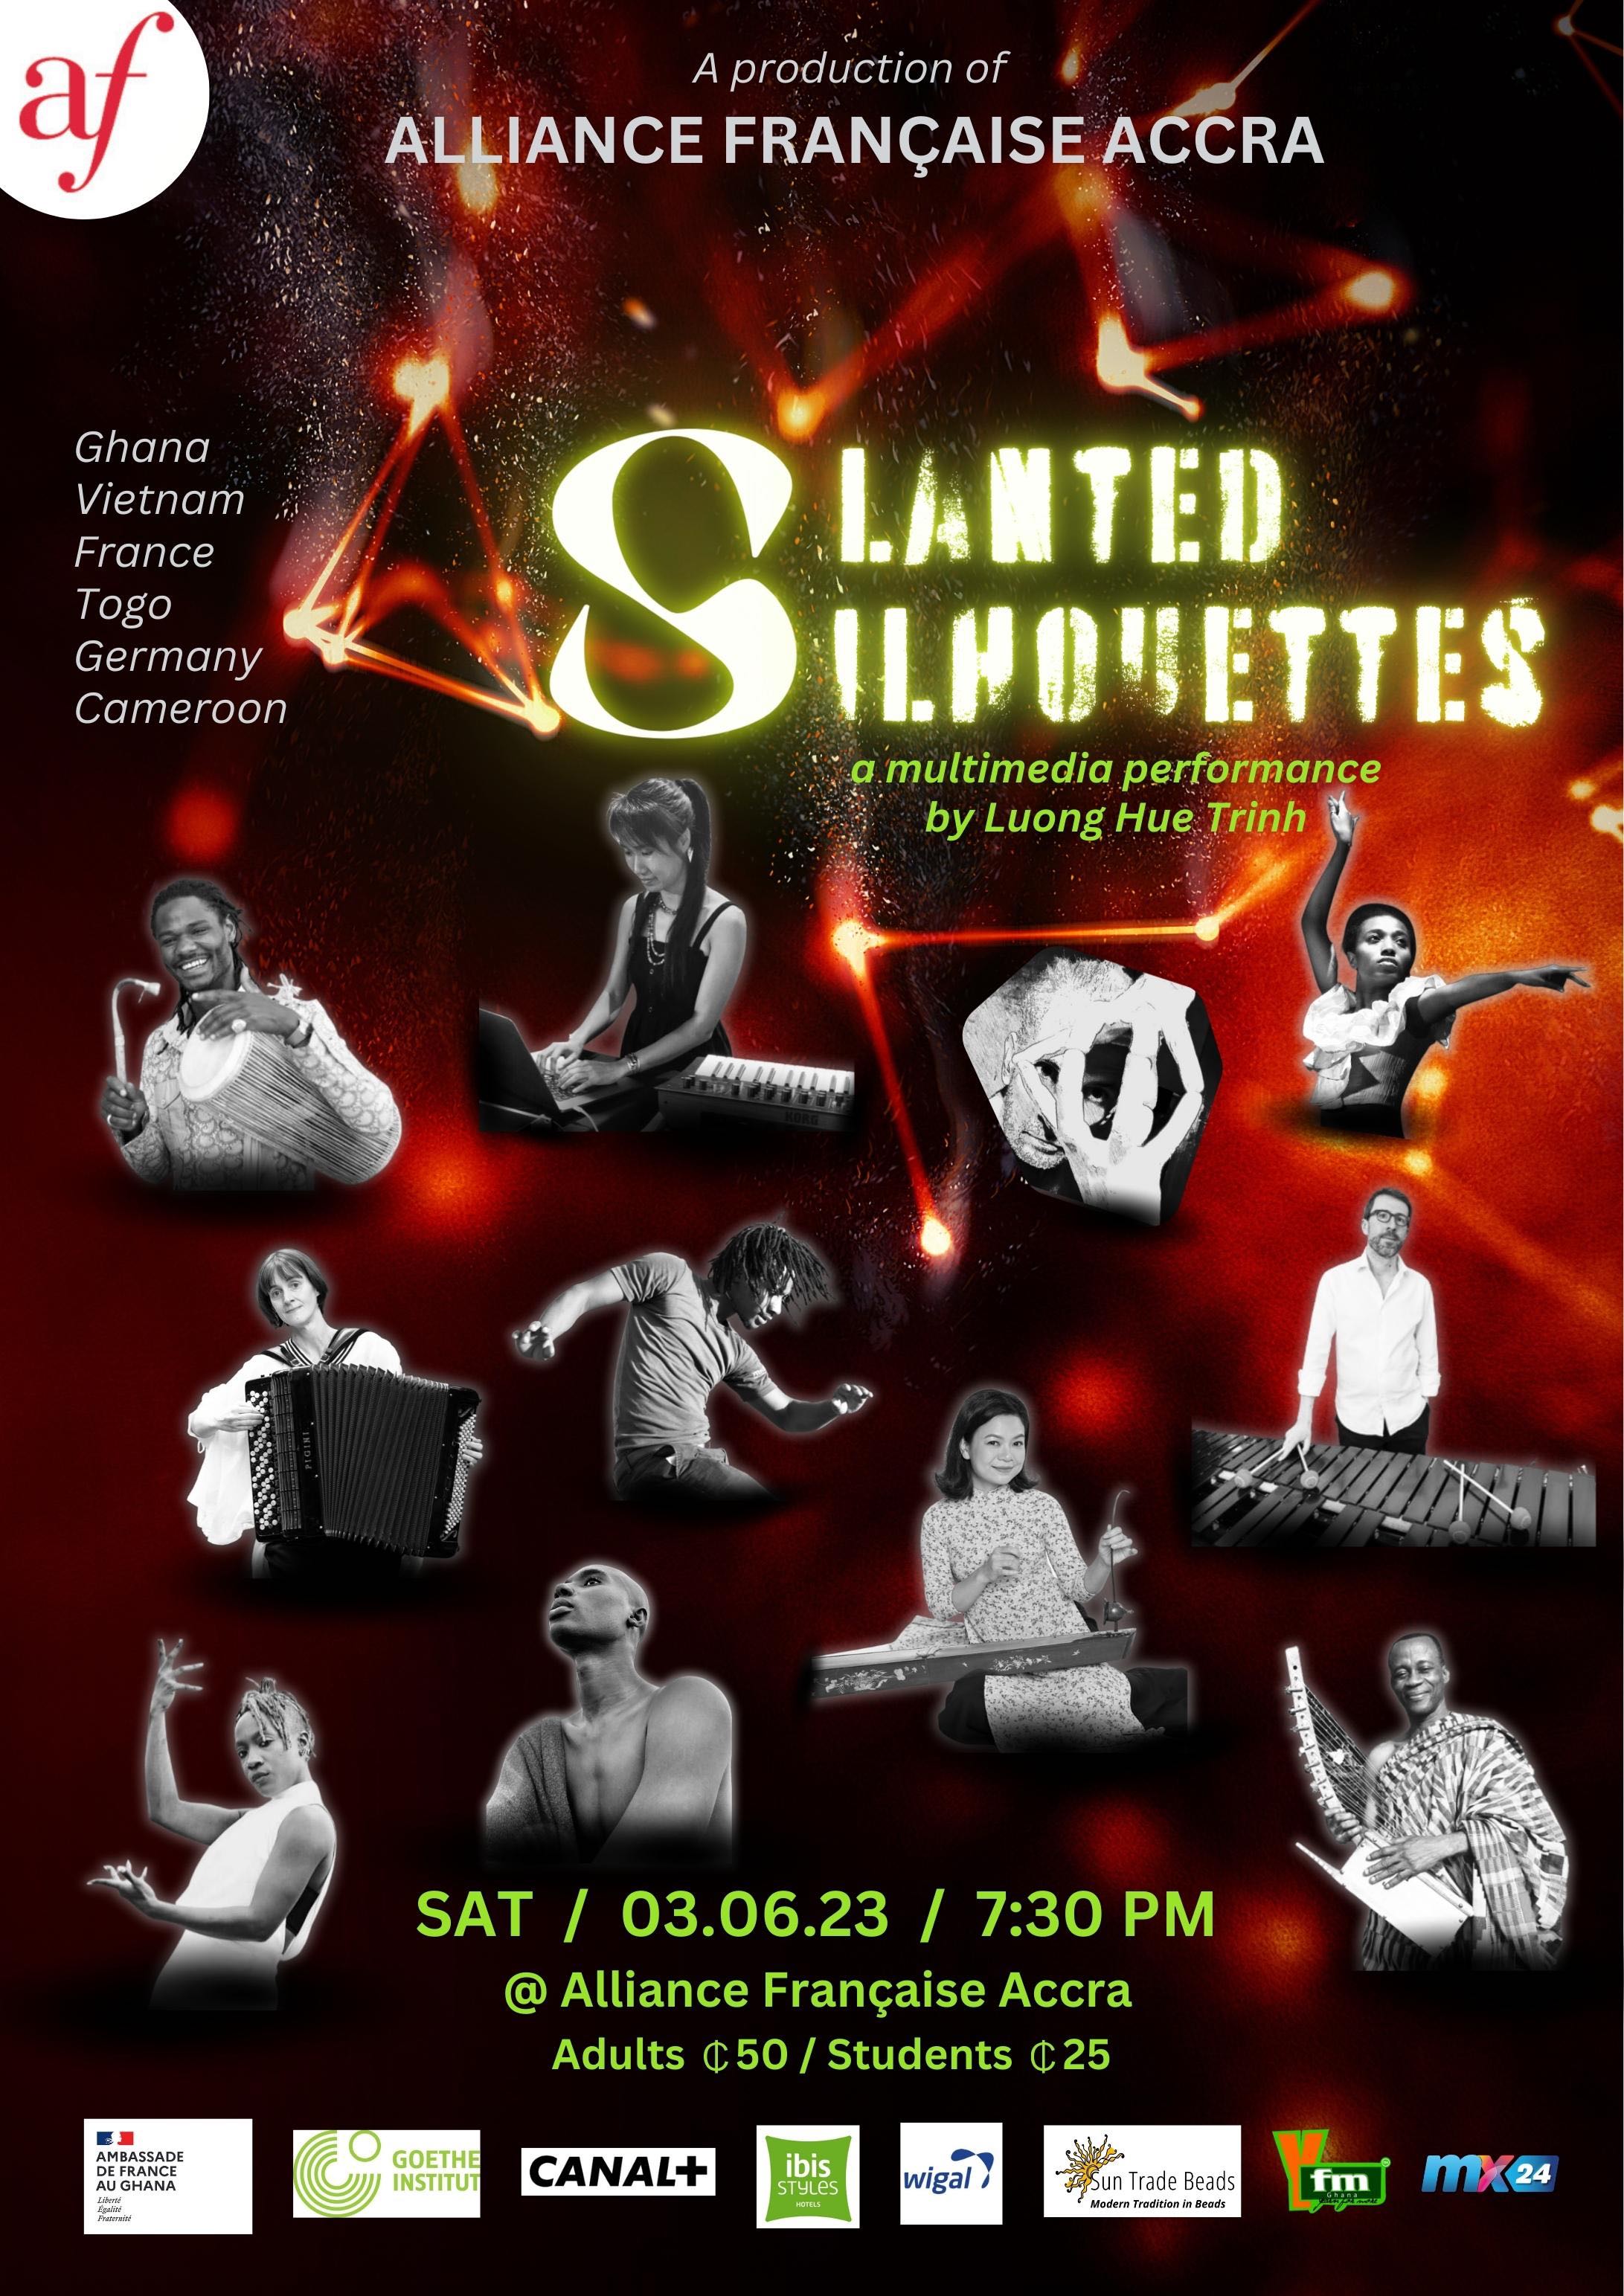 af
A production of
ALLIANCE FRANÇAISE ACCRA
Ghana
Vietnam
France
Togo
Germany
Cameroon
SLANTED
SILHOUETTES
a multimedia performance
by Luong Hue Trinh
KORG
PIGINI
SAT / 03.06.23 / 7:30 PM
@ Alliance Française Accra
Adults ₵50 / Students ₵25
AMBASSADE
DE FRANCE
AU GHANA
Liberté
Égalité
Fraternité
GOETHE
INSTITUT
CANAL+
ibis
STYLES
HOTELS
wigal
Sun Trade Beads
Modern Tradition in Beads
Y
fm
Ghana
mx24